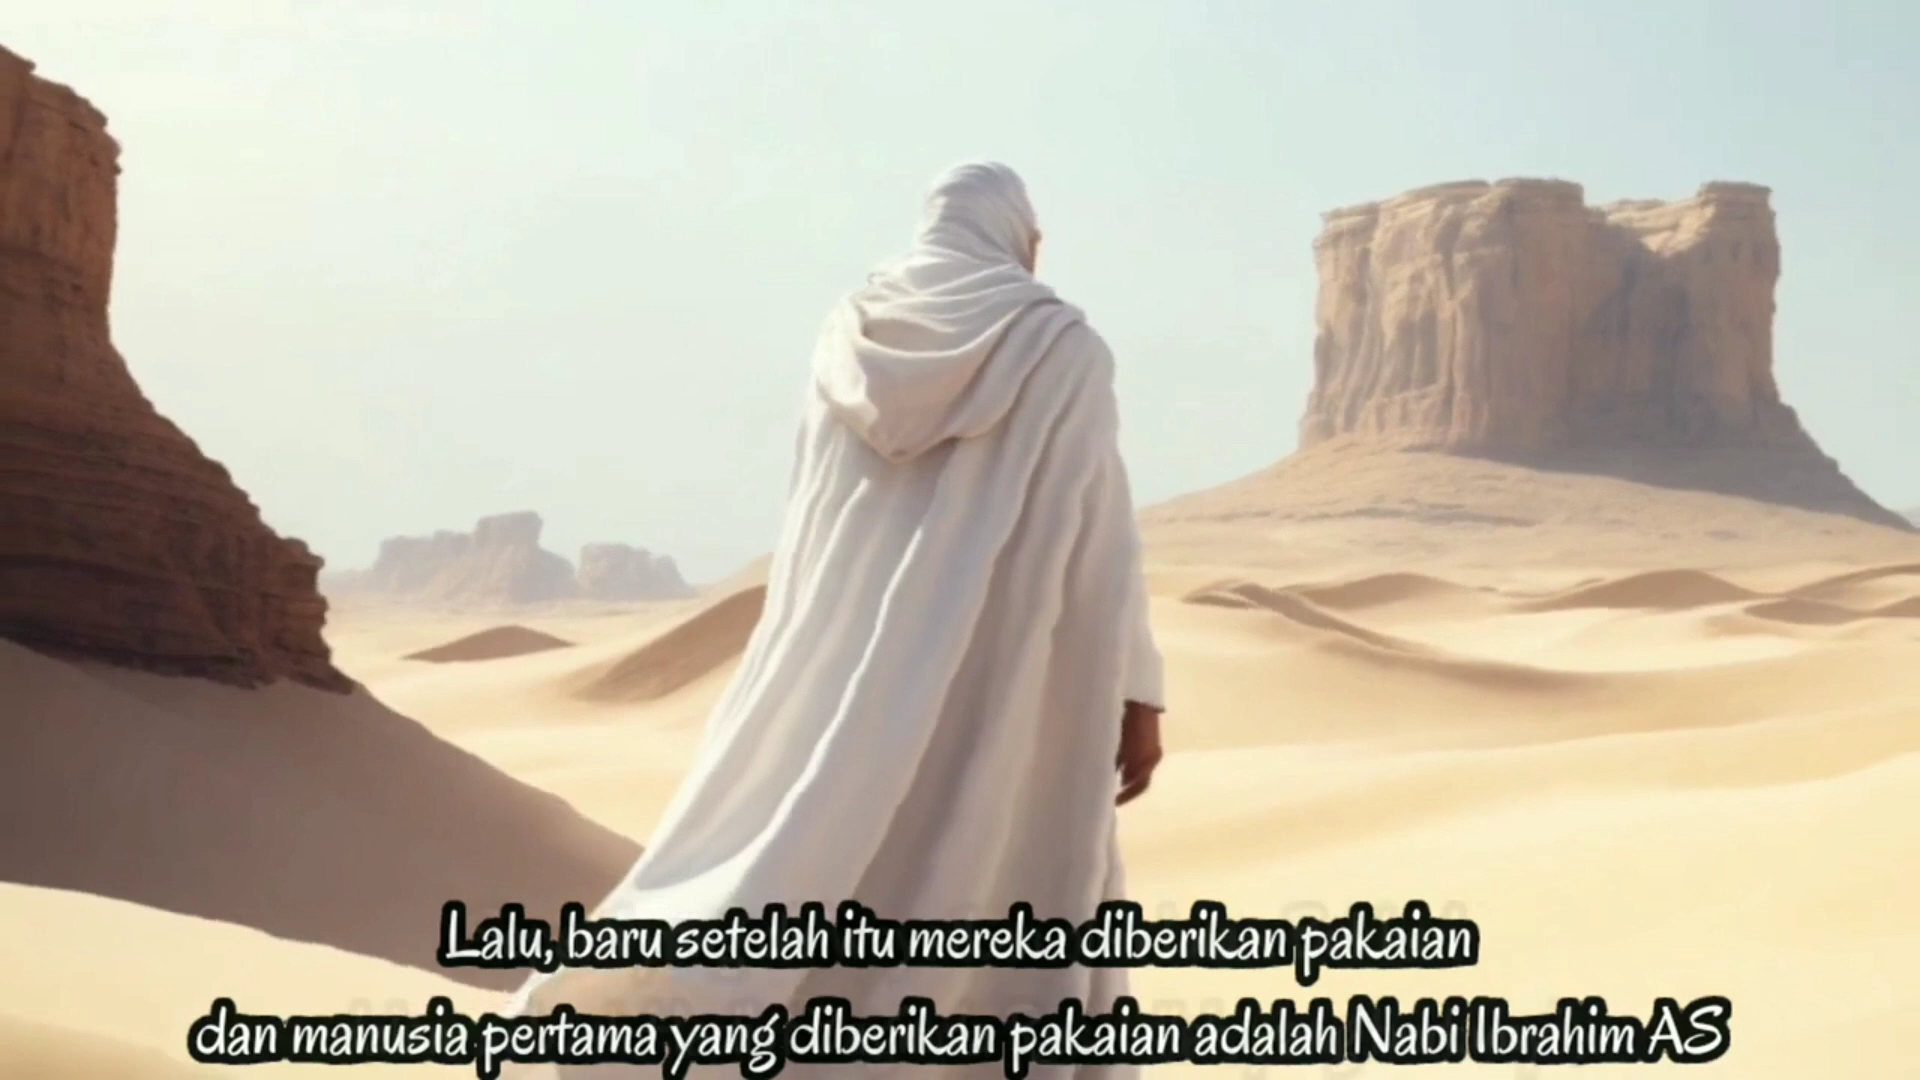 Lalu, baru setelah itu mereka diberikan pakaian
dan manusia pertama yang diberikan pakaian adalah Nabi Ibrahim AS